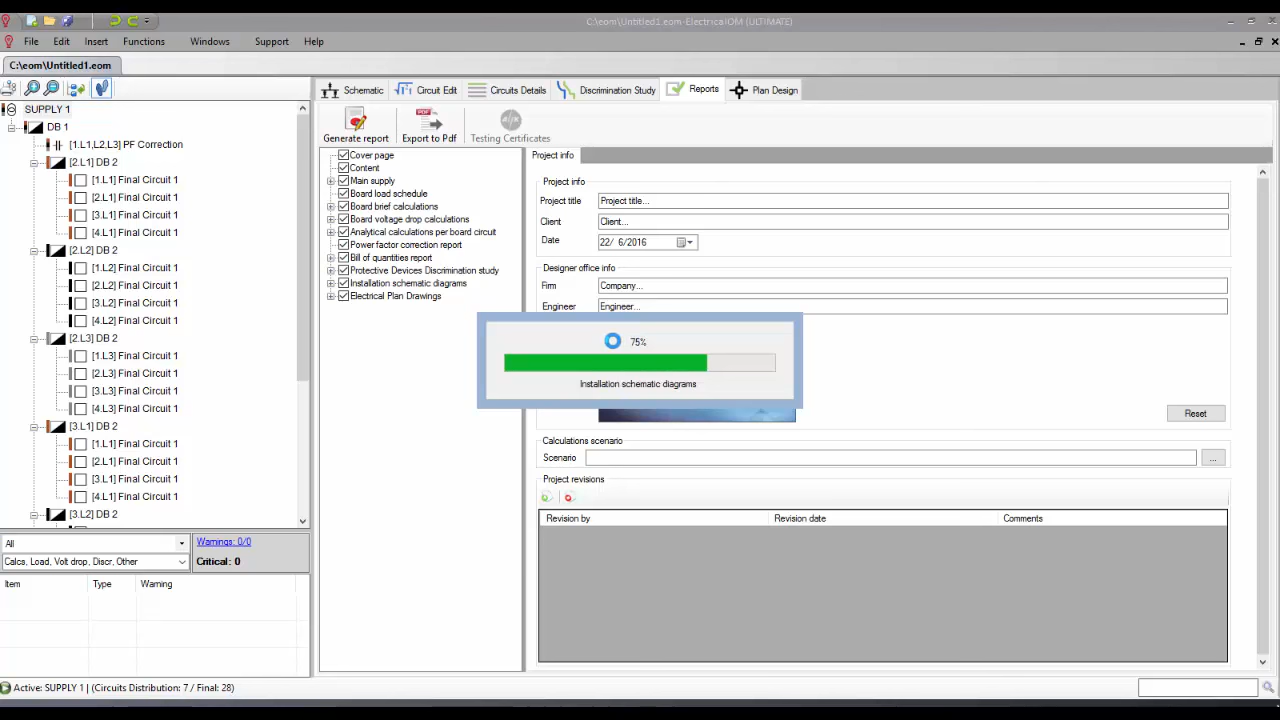 C:\eom\Untitled1.eom-ElectricalOM (ULTIMATE)
File Edit Insert Functions Windows Support Help
C:\eom\Untitled1.eom
Schematic Circuit Edit Circuits Details Discrimination Study Reports Plan Design
Generate report Export to Pdf Testing Certificates
SUPPLY 1
DB 1
[1.L1,L2,L3] PF Correction
[2.L1] DB 2
[1.L1] Final Circuit 1
[2.L1] Final Circuit 1
[3.L1] Final Circuit 1
[4.L1] Final Circuit 1
[2.L2] DB 2
[1.L2] Final Circuit 1
[2.L2] Final Circuit 1
[3.L2] Final Circuit 1
[4.L2] Final Circuit 1
[2.L3] DB 2
[1.L3] Final Circuit 1
[2.L3] Final Circuit 1
[3.L3] Final Circuit 1
[4.L3] Final Circuit 1
[3.L1] DB 2
[1.L1] Final Circuit 1
[2.L1] Final Circuit 1
[3.L1] Final Circuit 1
[4.L1] Final Circuit 1
[3.L2] DB 2
All
Warnings: 0/0
Calcs, Load, Volt drop, Discr, Other
Critical: 0
Item Type Warning
Cover page
Content
Main supply
Board load schedule
Board brief calculations
Board voltage drop calculations
Analytical calculations per board circuit
Power factor correction report
Bill of quantities report
Protective Devices Discrimination study
Installation schematic diagrams
Electrical Plan Drawings
Project info
Project info
Project title Project title...
Client Client...
Date 22/ 6/2016
Designer office info
Firm Company...
Engineer Engineer...
75%
Installation schematic diagrams
Reset
Calculations scenario
Scenario ...
Project revisions
Revision by Revision date Comments
Active: SUPPLY 1 | (Circuits Distribution: 7 / Final: 28)